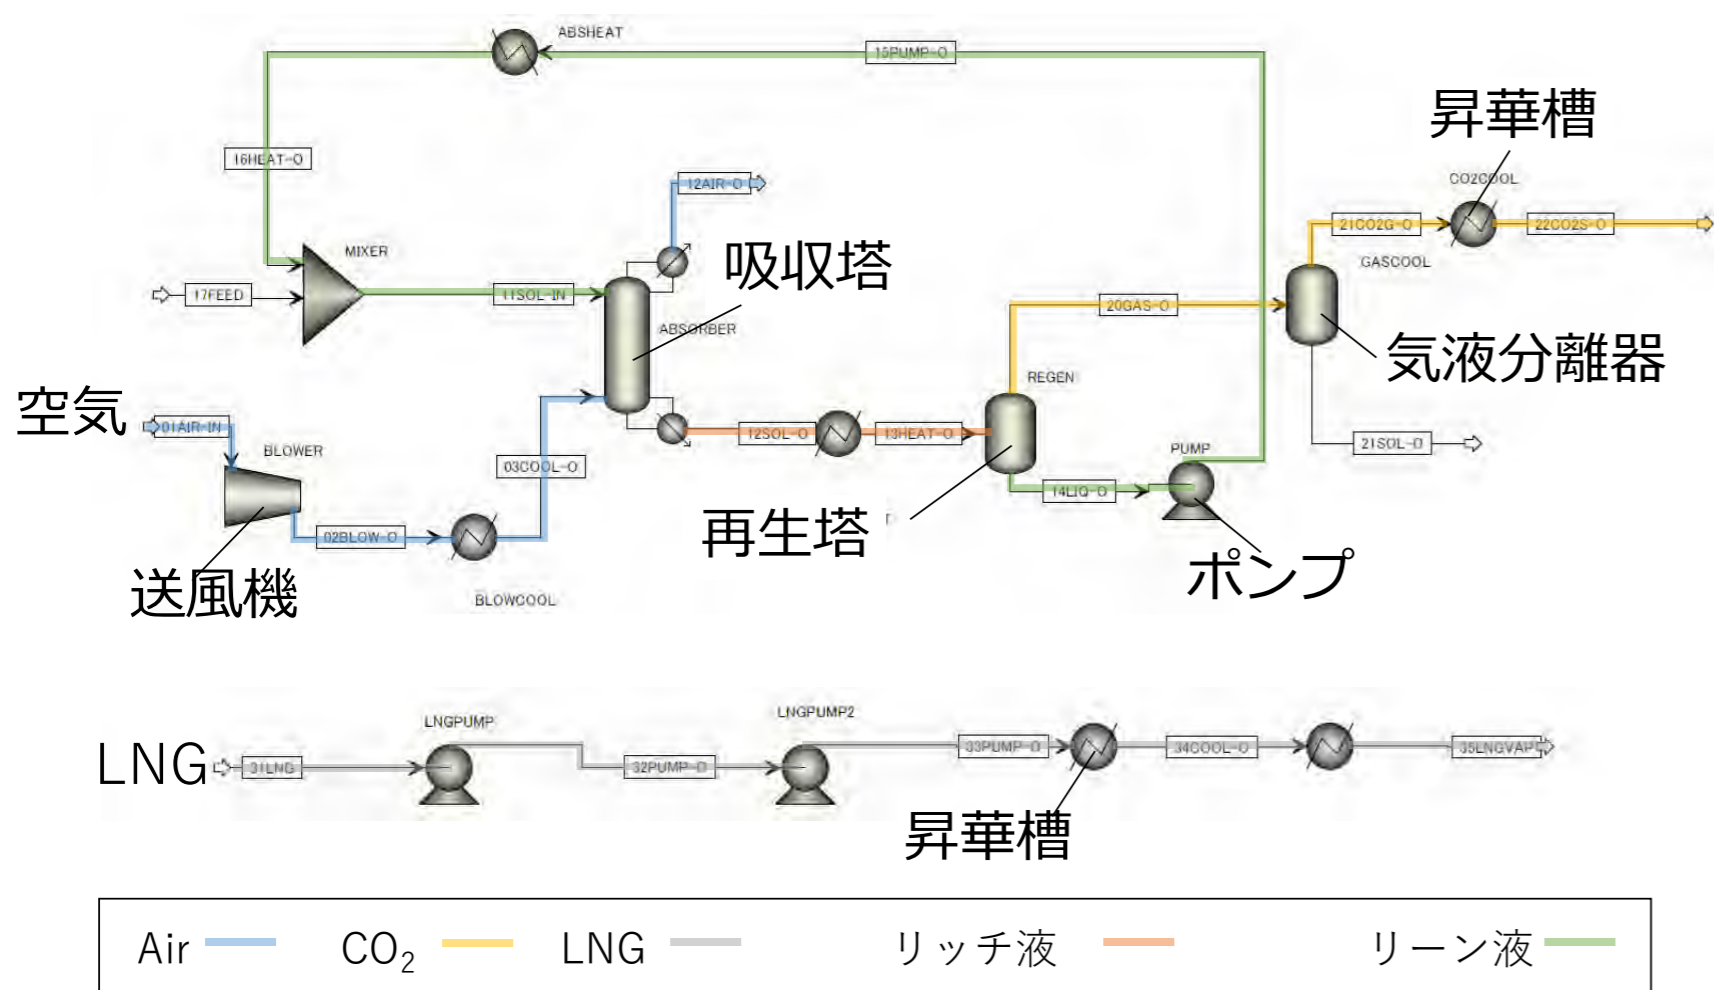 ABSHEAT
15PUMP-O
昇華槽
16HEAT-O
CO2COOL
12AIR-O
21CO2G-O
22CO2S-O
MIXER
吸収塔
GASCOOL
17FEED
11SOL-IN
20GAS-O
ABSORBER
気液分離器
REGEN
空気
01AIR-IN
12SOL-O
13HEAT-O
21SOL-O
BLOWER
PUMP
03COOL-O
14LIQ-O
再生塔
02BLOW-O
ポンプ
送風機
BLOWCOOL
LNGPUMP
LNGPUMP2
LNG
31LNG
32PUMP-O
33PUMP-O
34COOL-O
35LNGVAP
昇華槽
Air
CO₂
LNG
リッチ液
リーン液